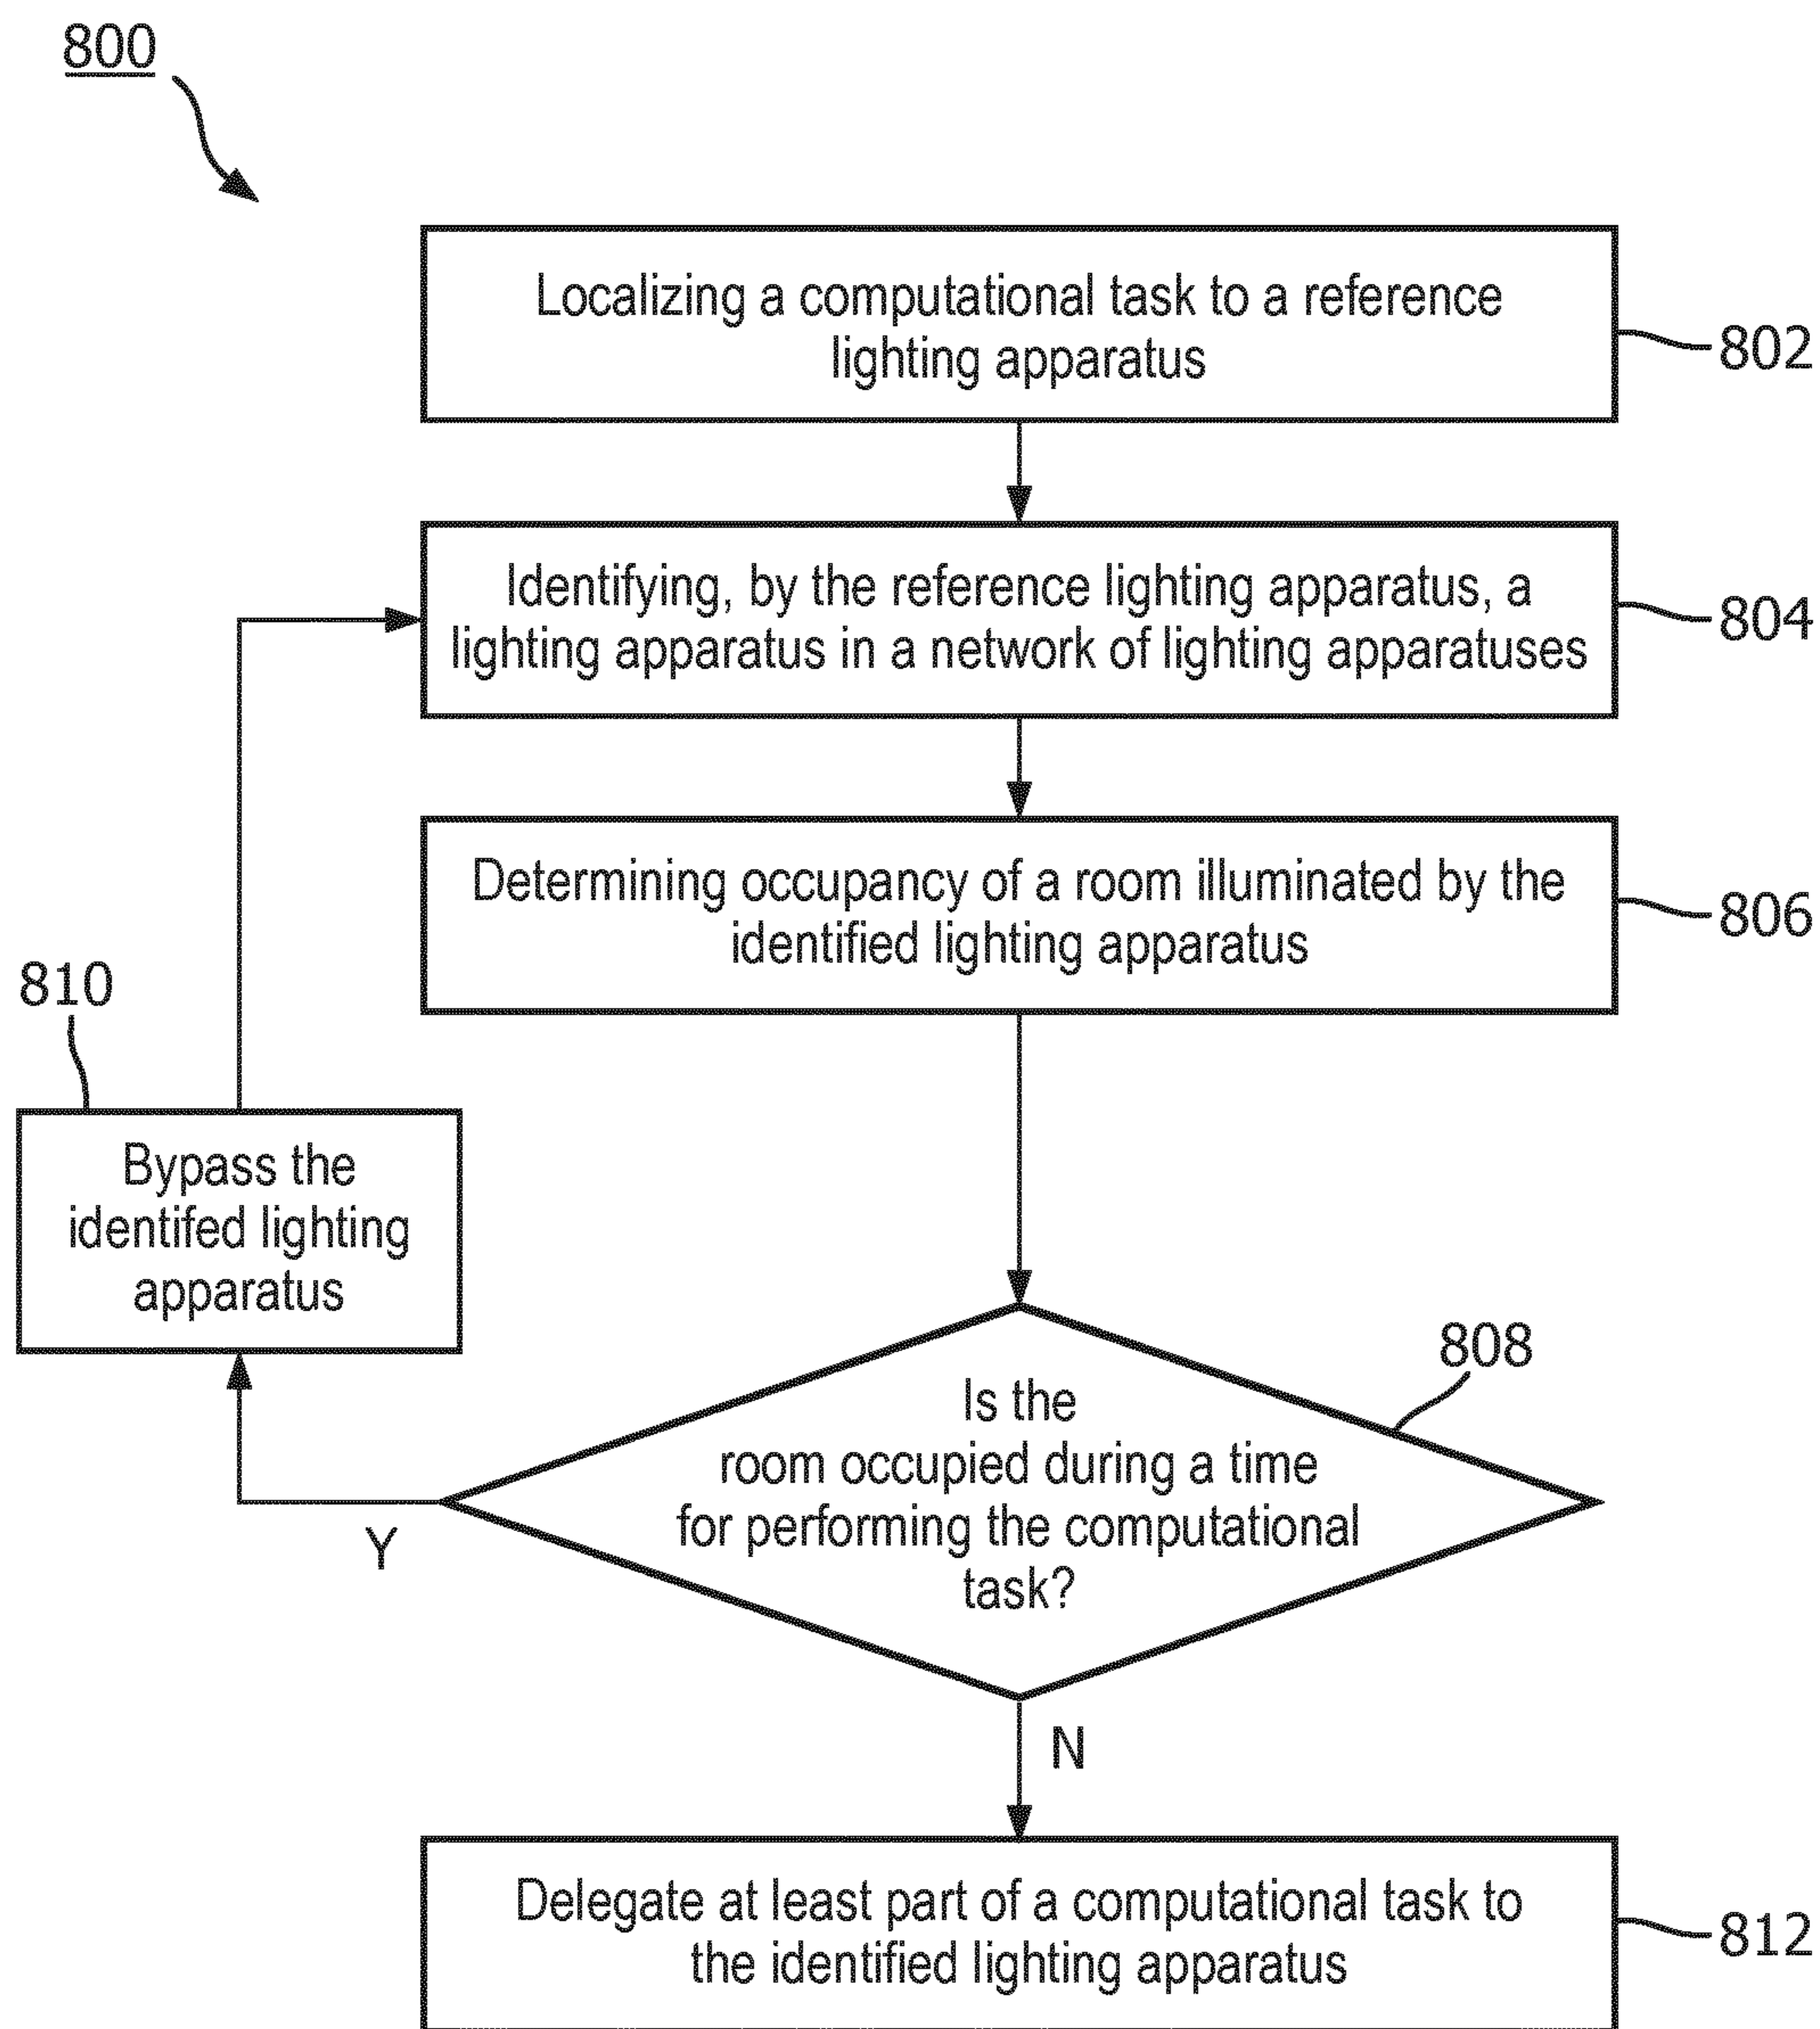 800
Localizing a computational task to a reference
lighting apparatus
802
Identifying, by the reference lighting apparatus, a
lighting apparatus in a network of lighting apparatuses
804
Determining occupancy of a room illuminated by the
identified lighting apparatus
806
810
Bypass the
identifed lighting
apparatus
808
Is the
room occupied during a time
for performing the computational
task?
Y
N
Delegate at least part of a computational task to
the identified lighting apparatus
812